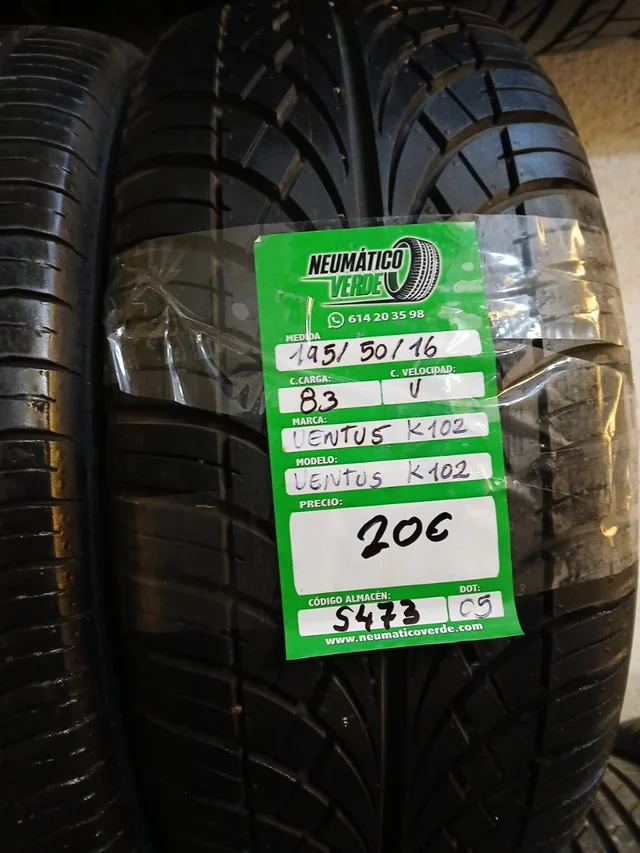 NEUMÁTICO
VERDE
614 20 35 98
MEDIDA
195/50/16
C.CARGA: C. VELOCIDAD:
83 V
MARCA:
VENTUS K102
MODELO:
VENTUS K102
PRECIO:
20€
CÓDIGO ALMACÉN: DOT:
S473 05
www.neumaticoverde.com